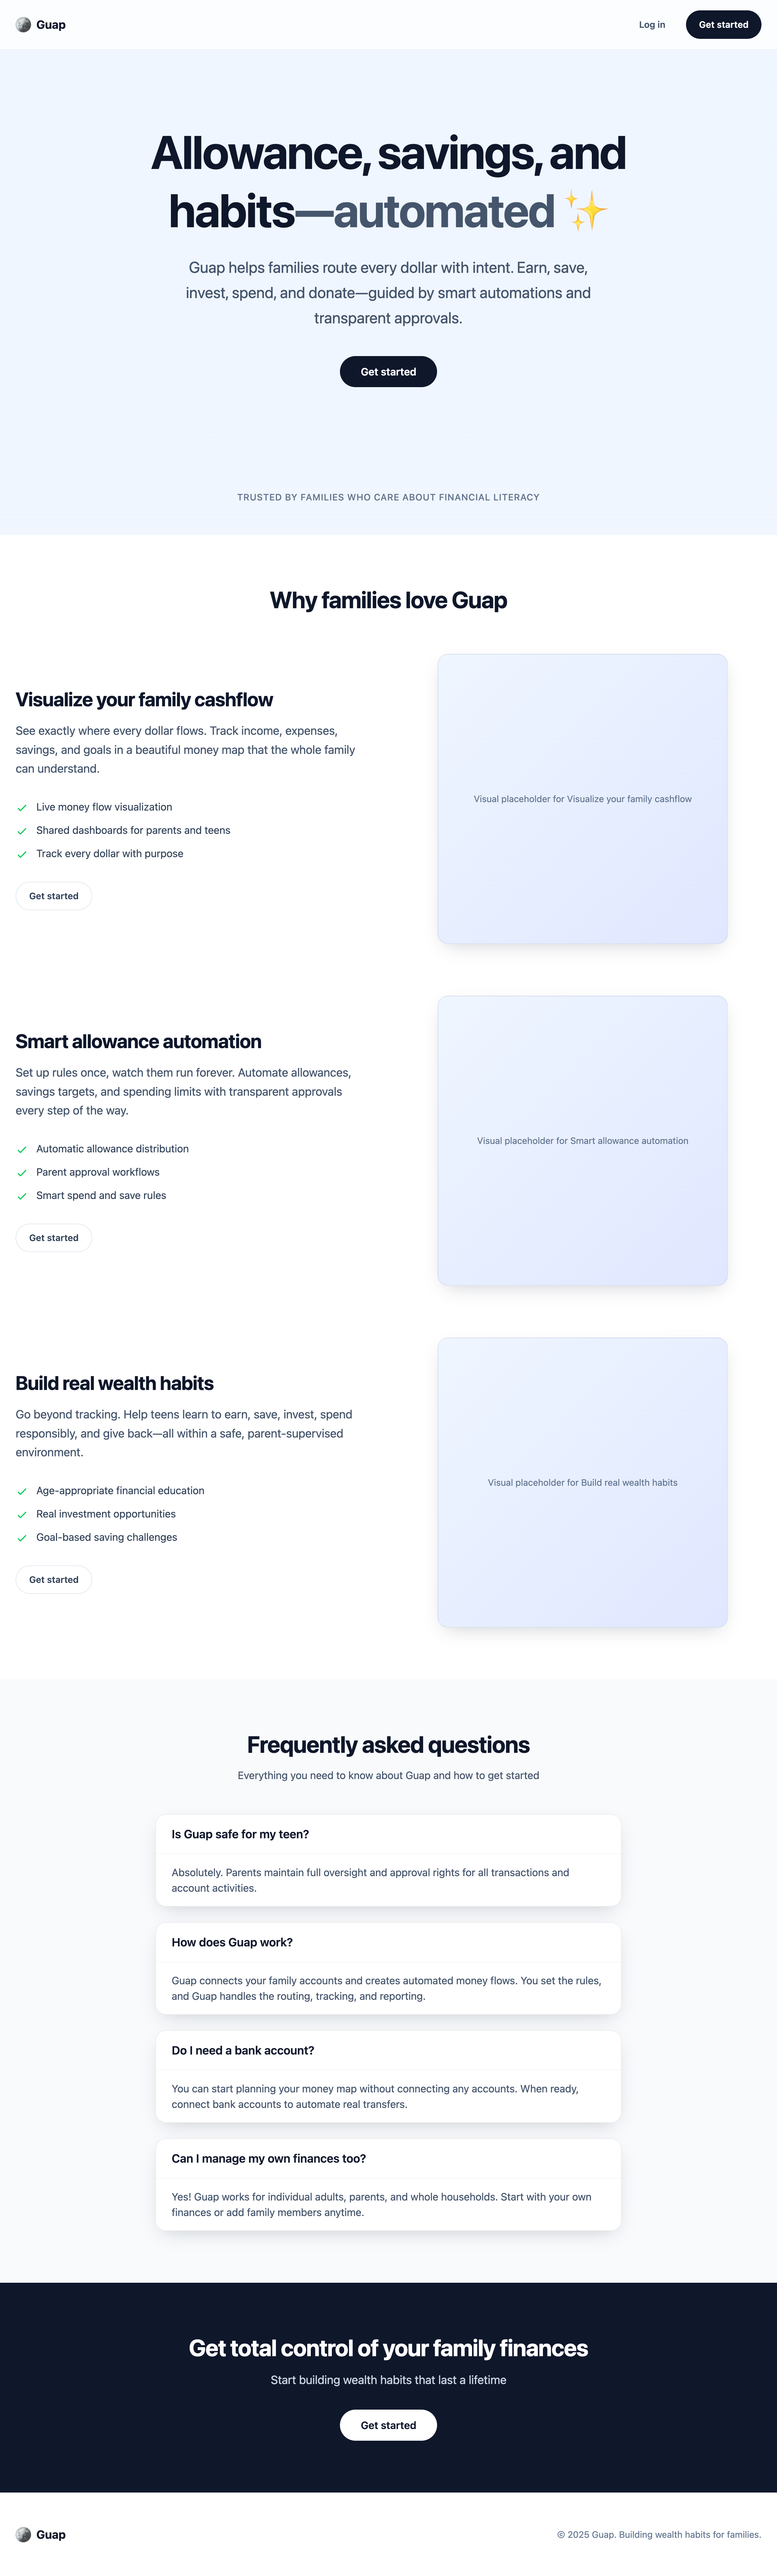 Guap
Log in
Get started
Allowance, savings, and
habits—automated ✨
Guap helps families route every dollar with intent. Earn, save,
invest, spend, and donate—guided by smart automations and
transparent approvals.
Get started
TRUSTED BY FAMILIES WHO CARE ABOUT FINANCIAL LITERACY
Why families love Guap
Visualize your family cashflow
See exactly where every dollar flows. Track income, expenses,
savings, and goals in a beautiful money map that the whole family
can understand.
Live money flow visualization
Shared dashboards for parents and teens
Track every dollar with purpose
Get started
Visual placeholder for Visualize your family cashflow
Smart allowance automation
Set up rules once, watch them run forever. Automate allowances,
savings targets, and spending limits with transparent approvals
every step of the way.
Automatic allowance distribution
Parent approval workflows
Smart spend and save rules
Get started
Visual placeholder for Smart allowance automation
Build real wealth habits
Go beyond tracking. Help teens learn to earn, save, invest, spend
responsibly, and give back—all within a safe, parent-supervised
environment.
Age-appropriate financial education
Real investment opportunities
Goal-based saving challenges
Get started
Visual placeholder for Build real wealth habits
Frequently asked questions
Everything you need to know about Guap and how to get started
Is Guap safe for my teen?
Absolutely. Parents maintain full oversight and approval rights for all transactions and
account activities.
How does Guap work?
Guap connects your family accounts and creates automated money flows. You set the rules,
and Guap handles the routing, tracking, and reporting.
Do I need a bank account?
You can start planning your money map without connecting any accounts. When ready,
connect bank accounts to automate real transfers.
Can I manage my own finances too?
Yes! Guap works for individual adults, parents, and whole households. Start with your own
finances or add family members anytime.
Get total control of your family finances
Start building wealth habits that last a lifetime
Get started
Guap
© 2025 Guap. Building wealth habits for families.